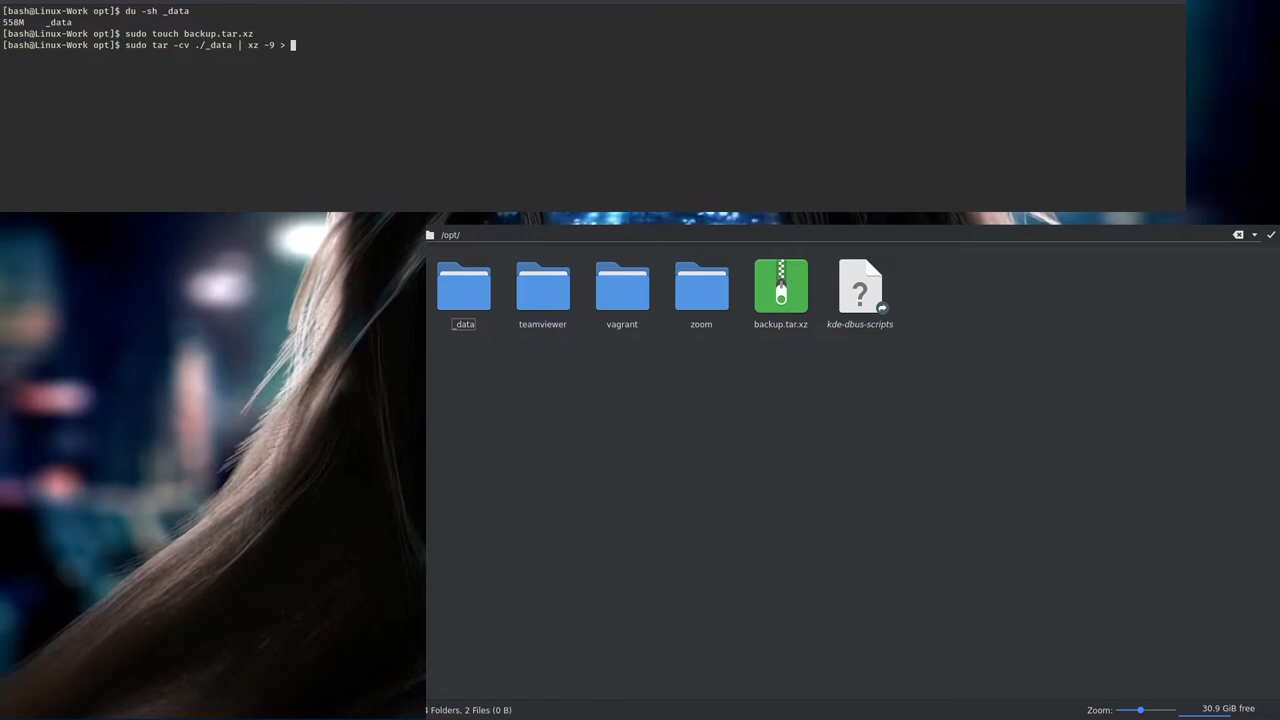 [bash@Linux-Work opt]$ du -sh _data
558M    _data
[bash@Linux-Work opt]$ sudo touch backup.tar.xz
[bash@Linux-Work opt]$ sudo tar -cv ./_data | xz -9 >
/opt/
_data
teamviewer
vagrant
zoom
backup.tar.xz
kde-dbus-scripts
Folders, 2 Files (0 B)
Zoom:
30.9 GiB free